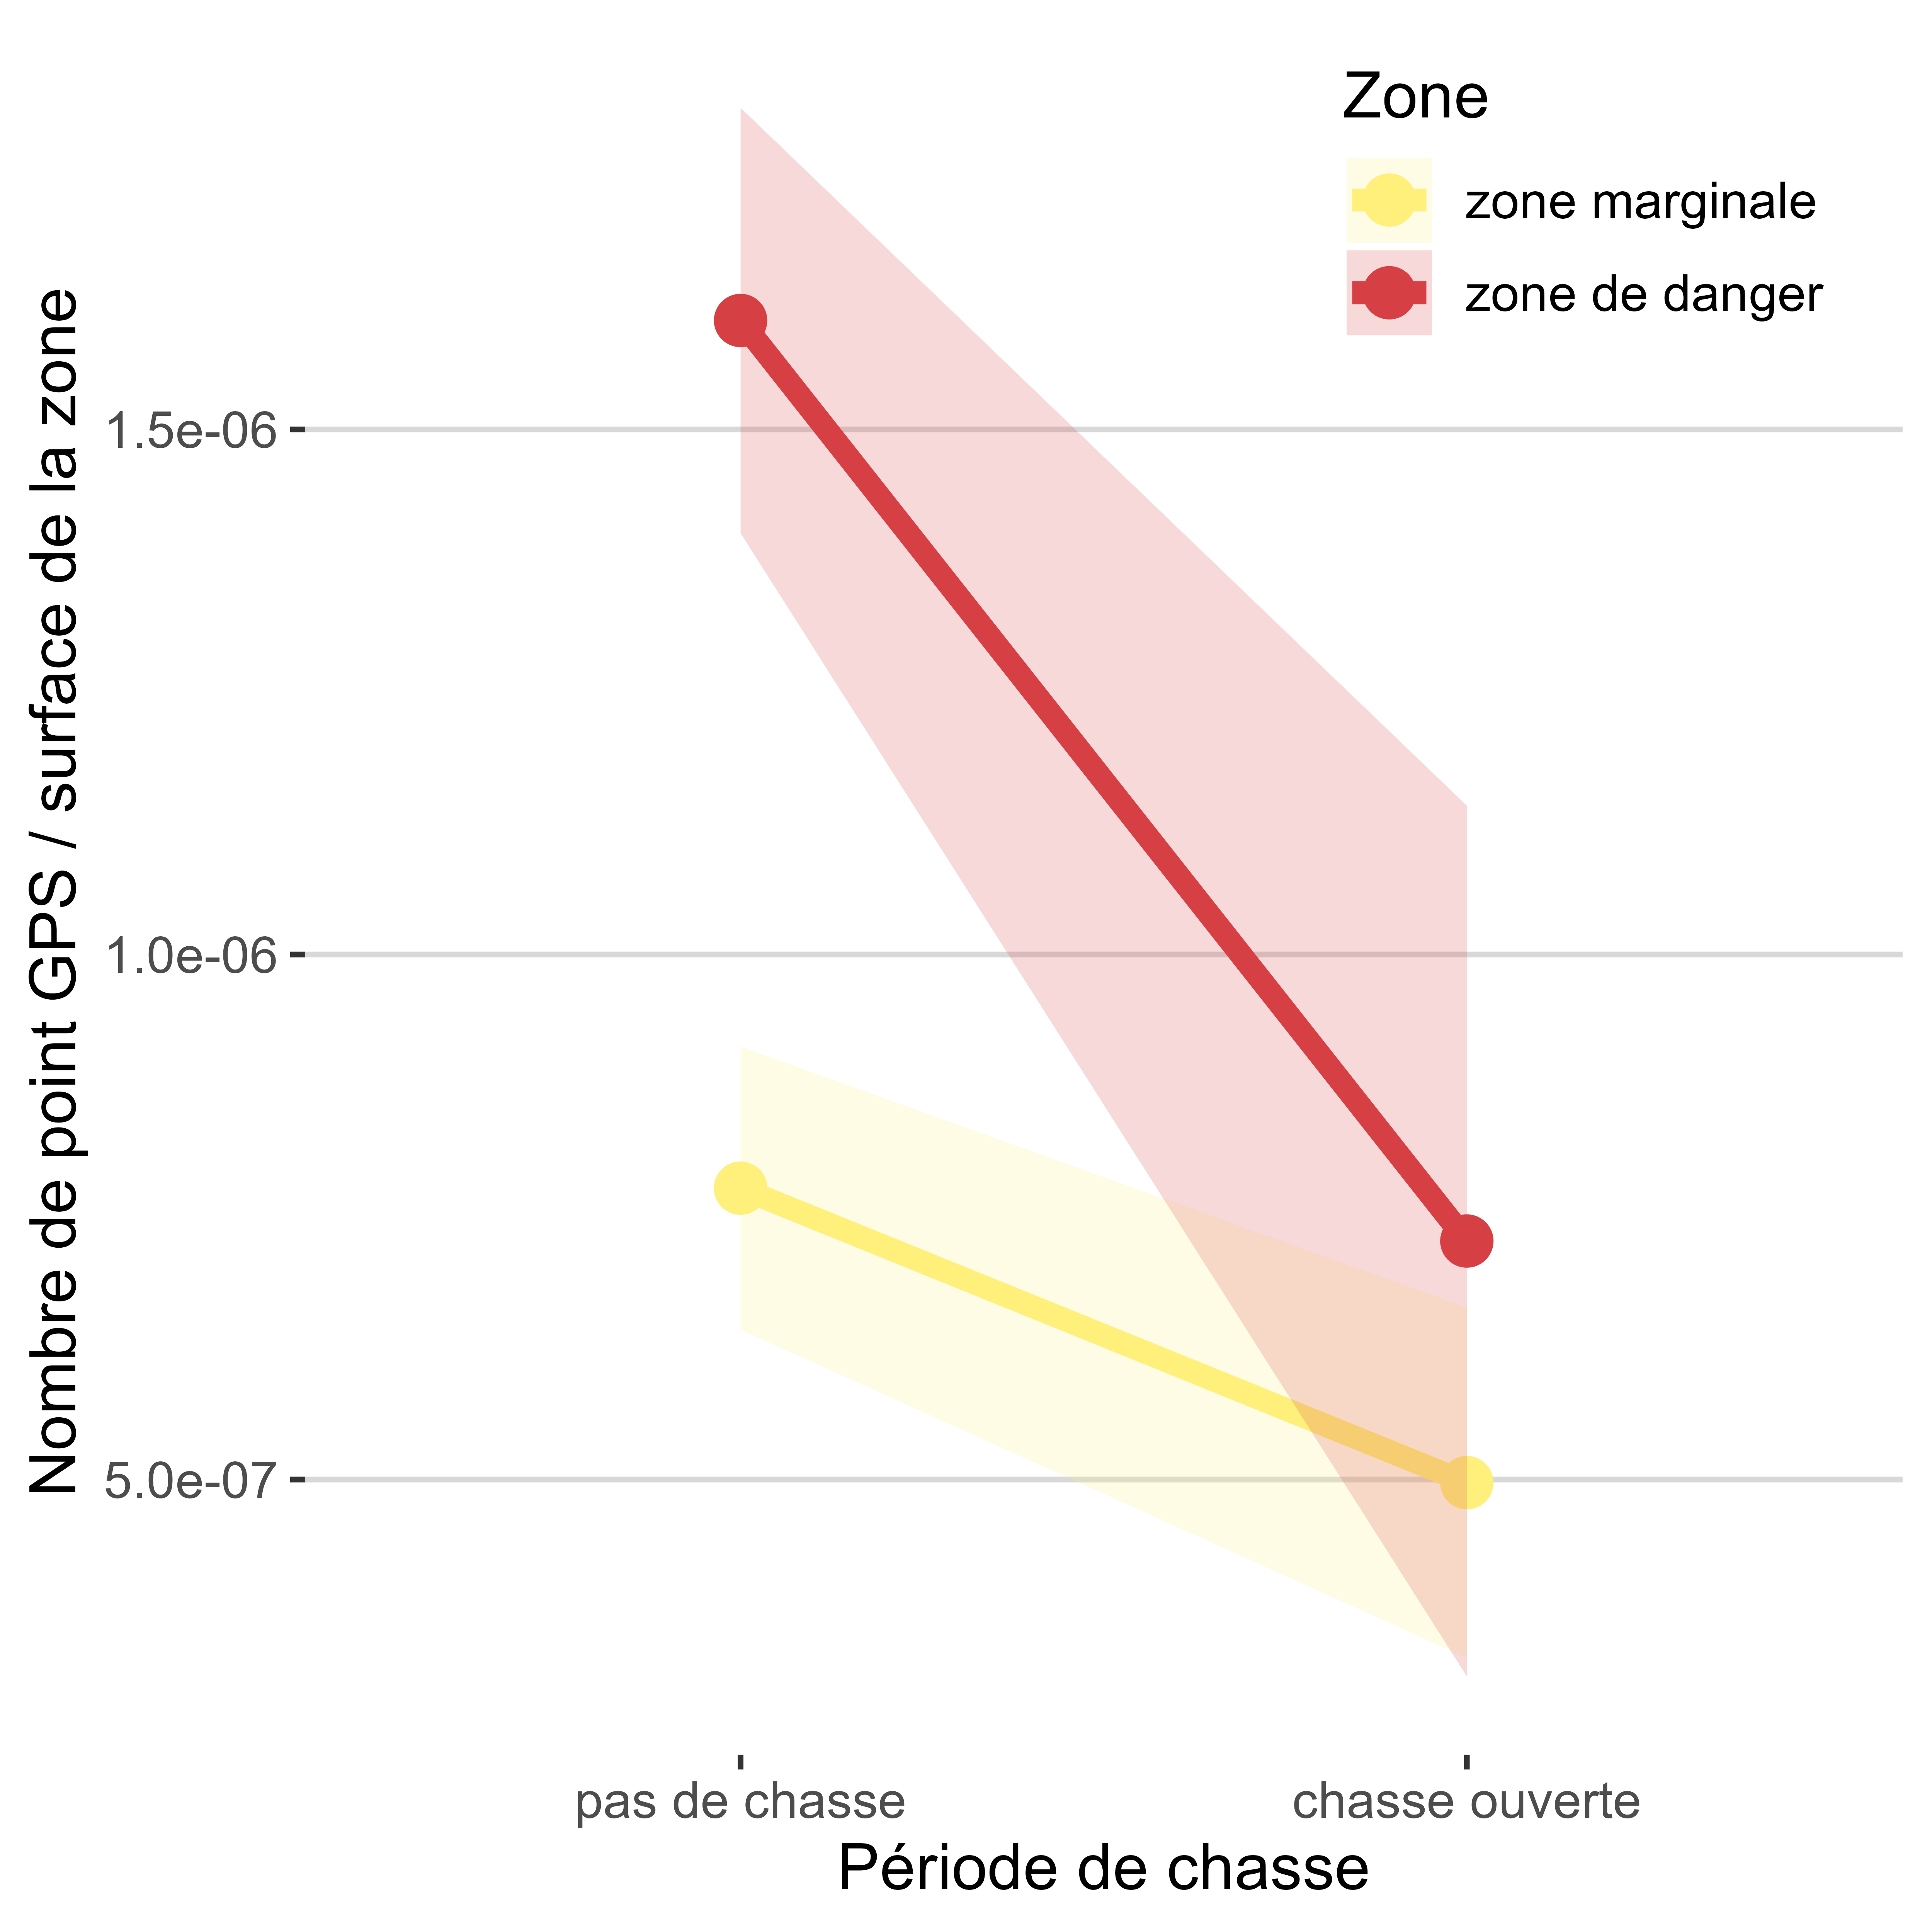 Zone
zone marginale
zone de danger
Nombre de point GPS / surface de la zone
1.5e-06
1.0e-06
5.0e-07
pas de chasse
chasse ouverte
Période de chasse